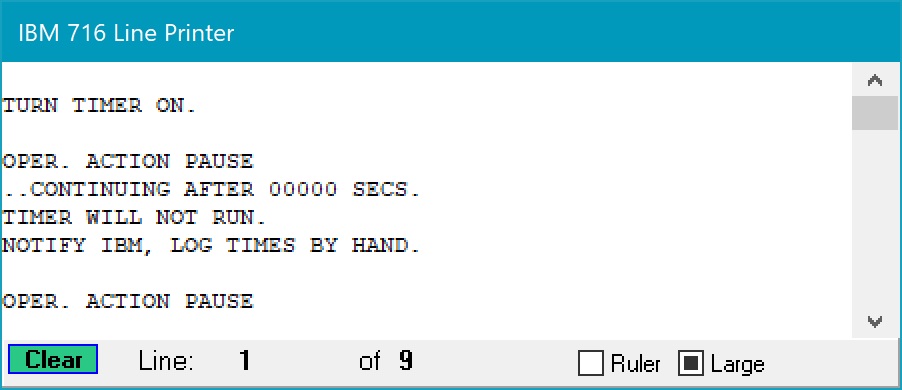 IBM 716 Line Printer
TURN TIMER ON.
OPER. ACTION PAUSE
..CONTINUING AFTER 00000 SECS.
TIMER WILL NOT RUN.
NOTIFY IBM, LOG TIMES BY HAND.
OPER. ACTION PAUSE
Clear Line: 1 of 9 Ruler Large